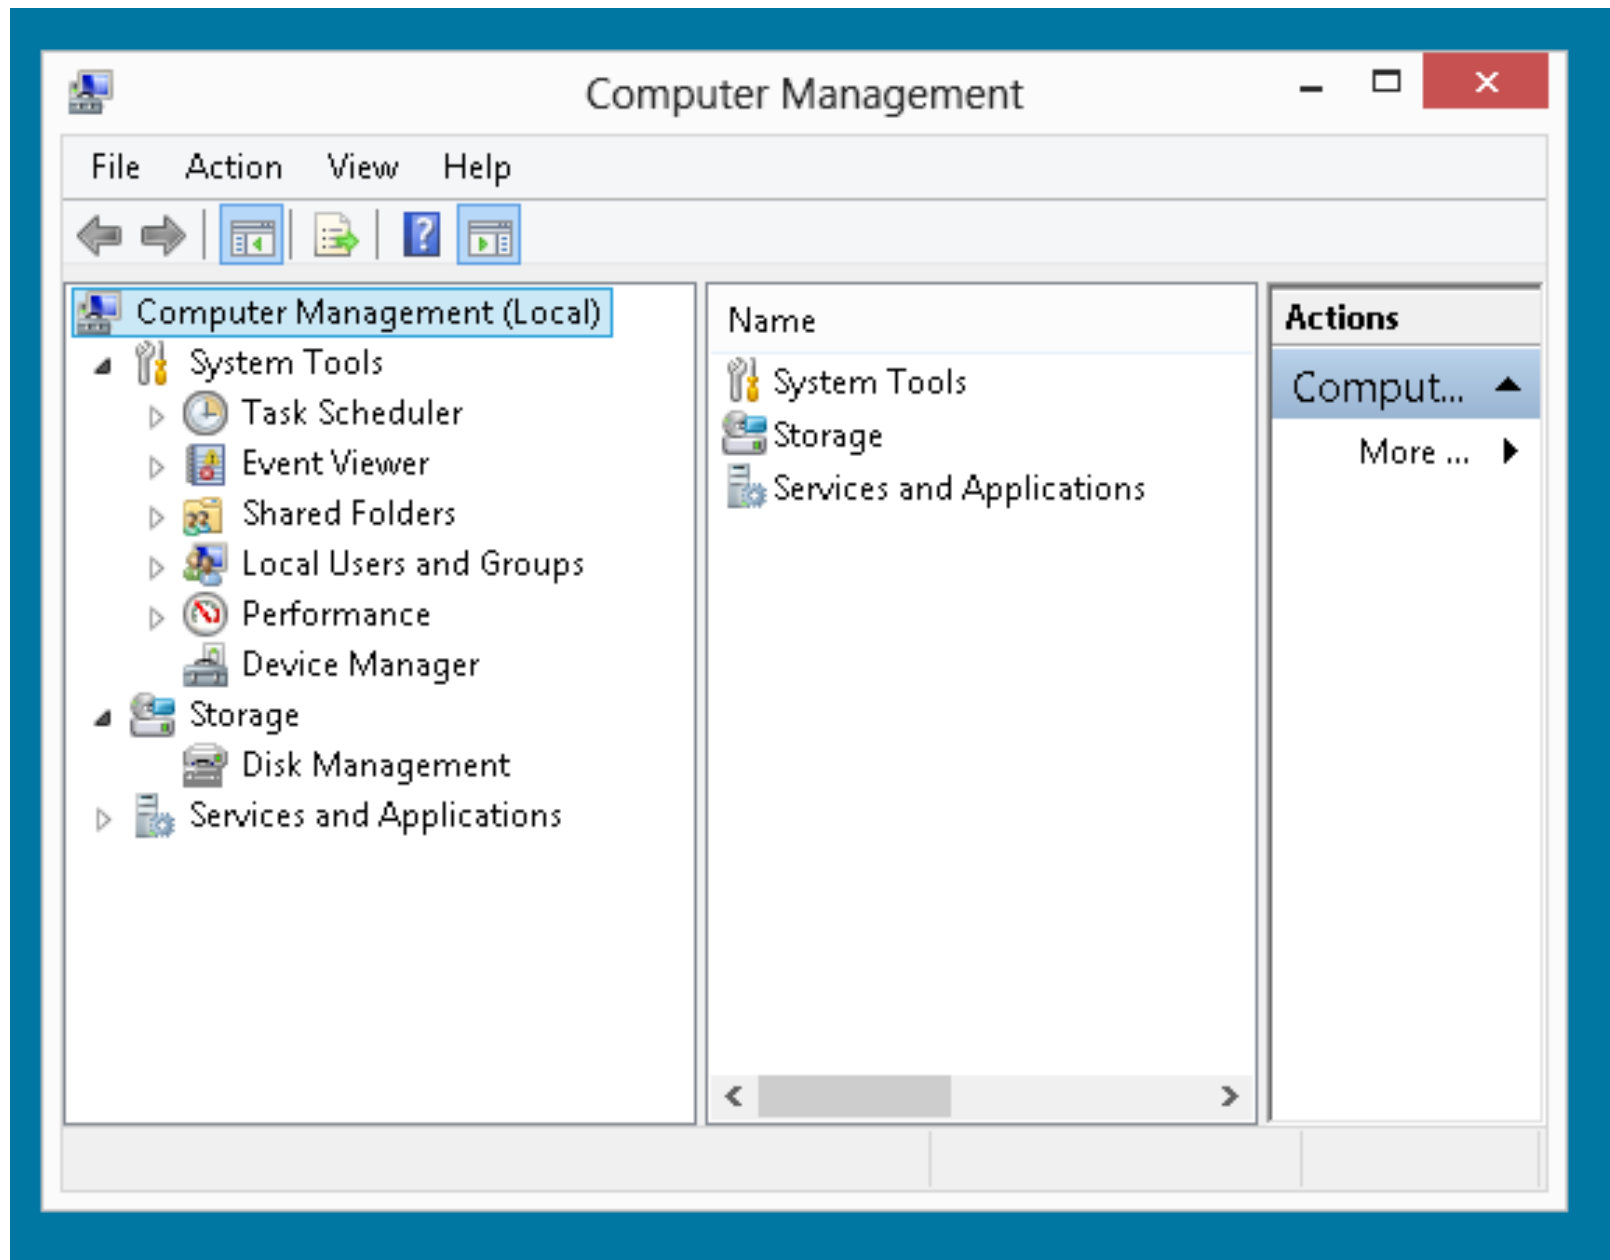 Computer Management
File Action View Help
Computer Management (Local)
System Tools
Task Scheduler
Event Viewer
Shared Folders
Local Users and Groups
Performance
Device Manager
Storage
Disk Management
Services and Applications
Name
System Tools
Storage
Services and Applications
Actions
Comput...
More ...